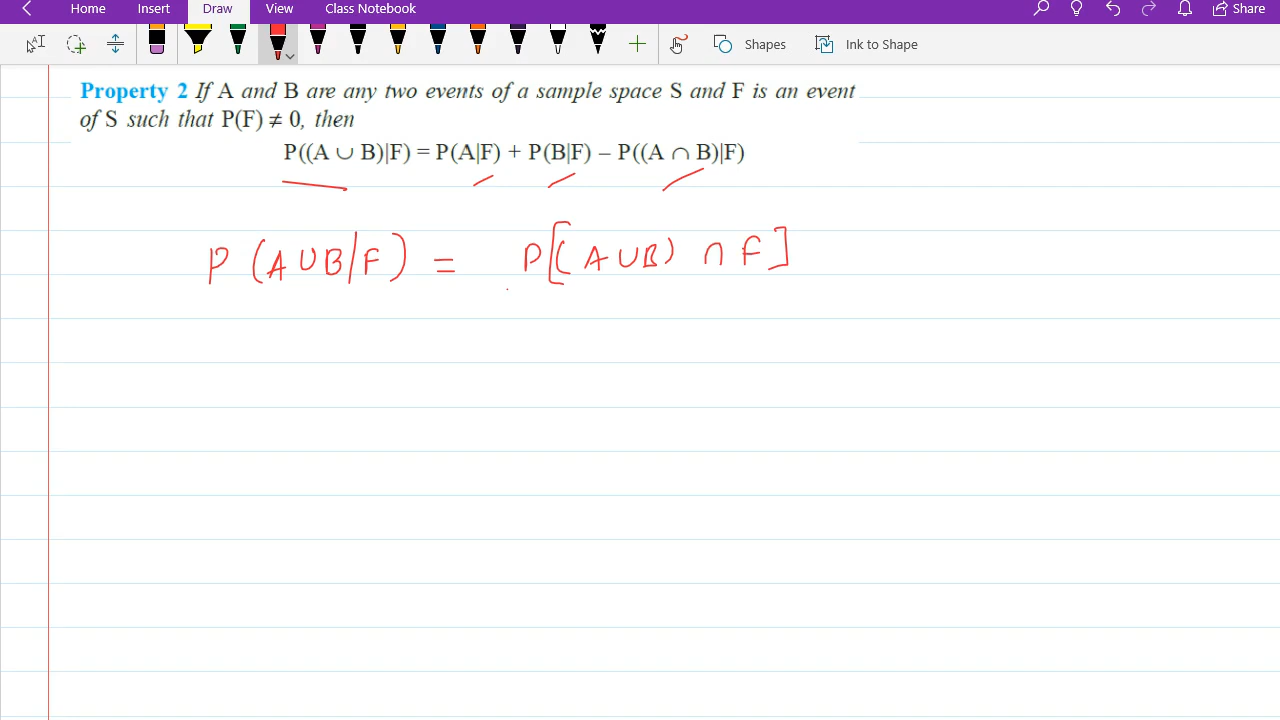 Home Insert Draw View Class Notebook Share
Shapes Ink to Shape
Property 2 If A and B are any two events of a sample space S and F is an event
of S such that P(F) ≠ 0, then
P((A ∪ B)|F) = P(A|F) + P(B|F) – P((A ∩ B)|F)
P (A∪B/F) = P[(A∪B) ∩ F]